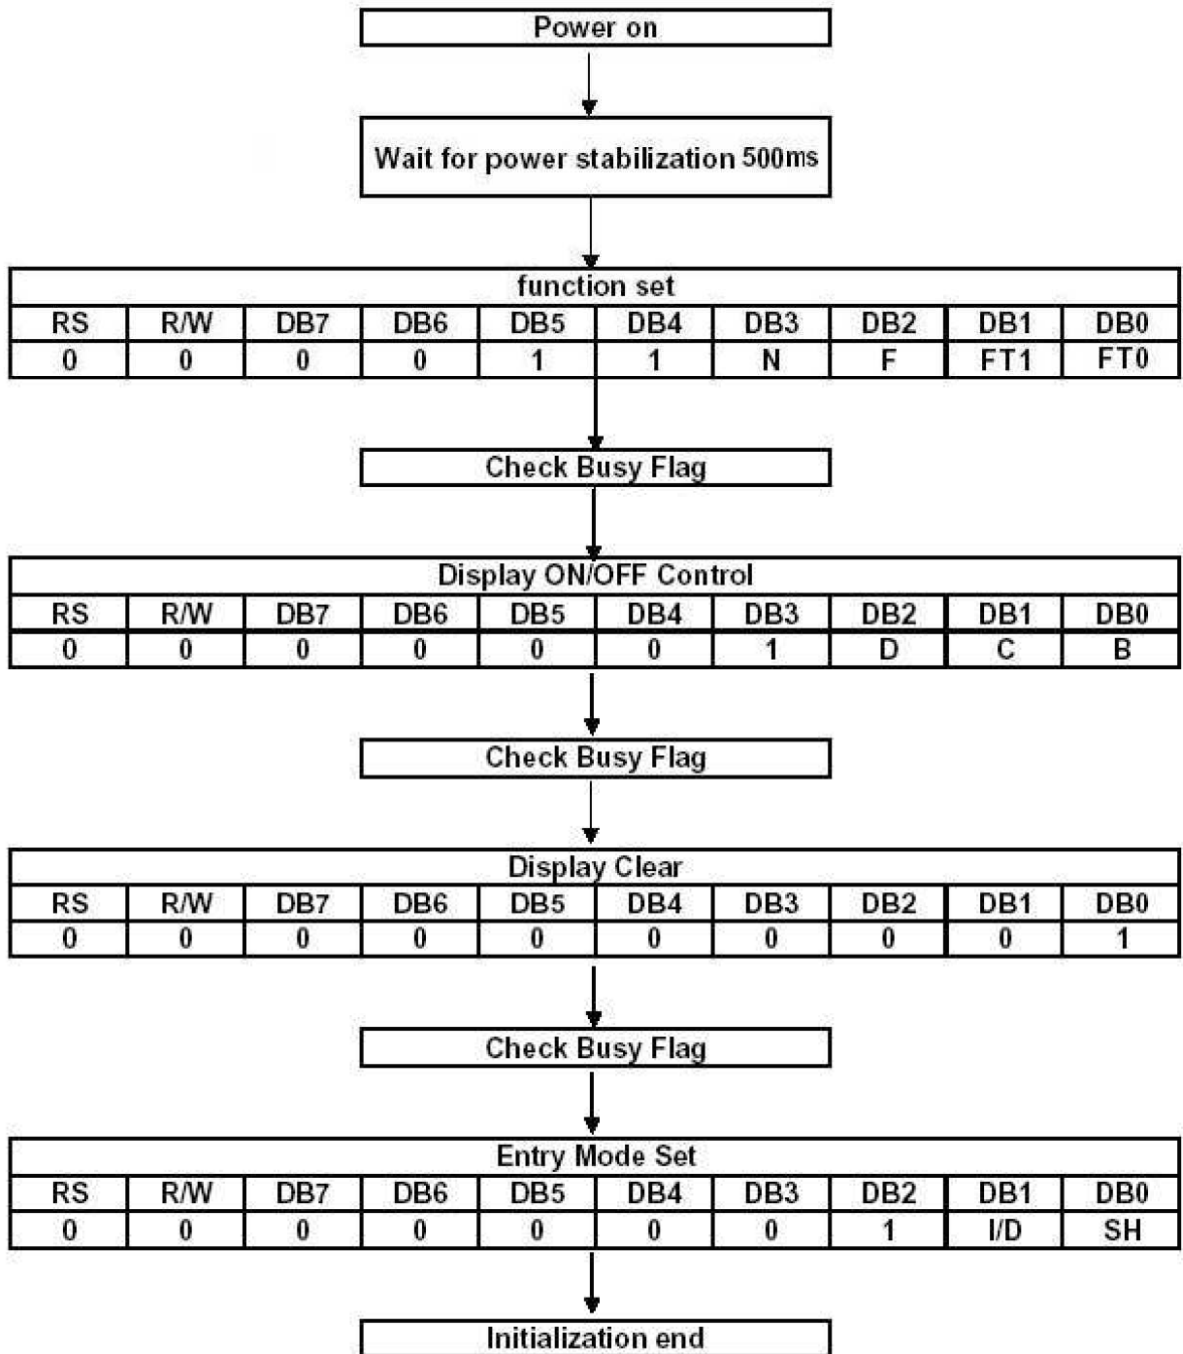 Power on
Wait for power stabilization 500ms
function set
RS R/W DB7 DB6 DB5 DB4 DB3 DB2 DB1 DB0
0 0 0 0 1 1 N F FT1 FT0
Check Busy Flag
Display ON/OFF Control
RS R/W DB7 DB6 DB5 DB4 DB3 DB2 DB1 DB0
0 0 0 0 0 0 1 D C B
Check Busy Flag
Display Clear
RS R/W DB7 DB6 DB5 DB4 DB3 DB2 DB1 DB0
0 0 0 0 0 0 0 0 0 1
Check Busy Flag
Entry Mode Set
RS R/W DB7 DB6 DB5 DB4 DB3 DB2 DB1 DB0
0 0 0 0 0 0 0 1 I/D SH
Initialization end